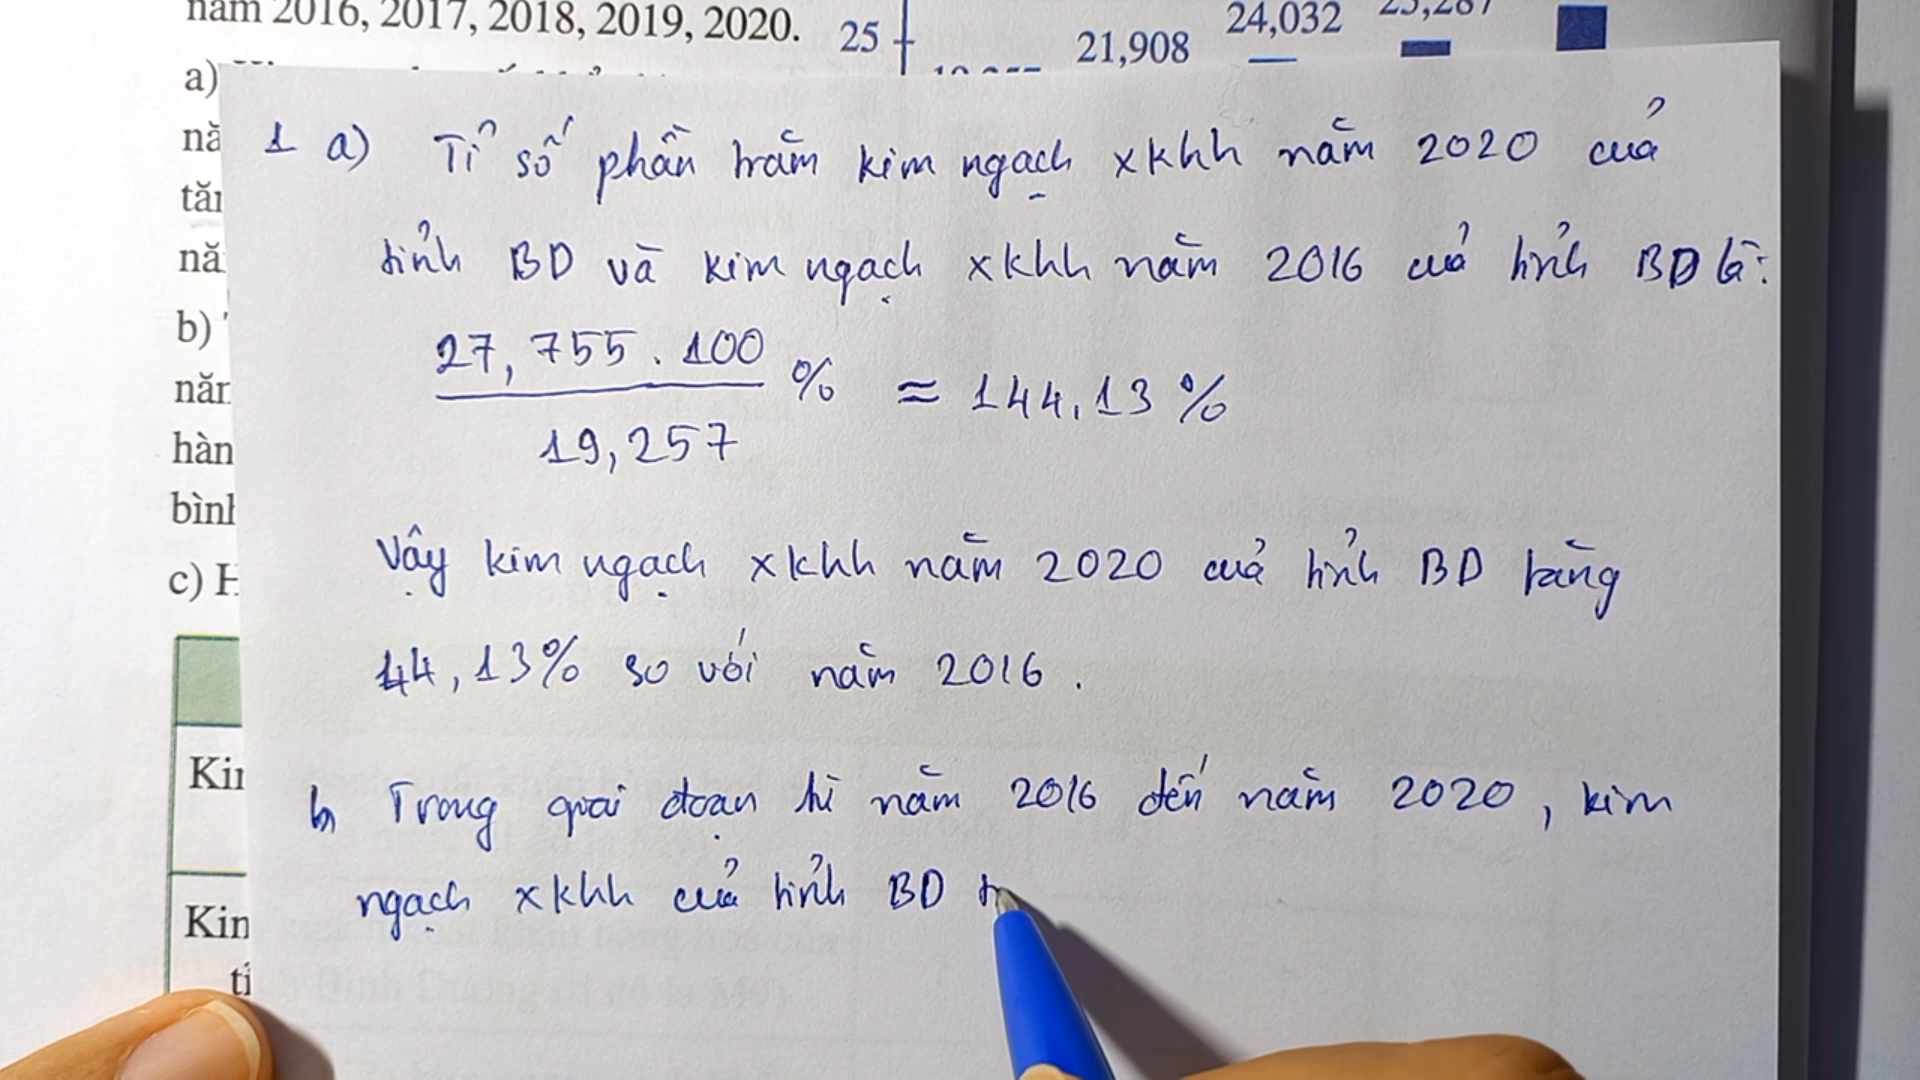 năm 2016, 2017, 2018, 2019, 2020.
25
21,908
24,032
a)
nă
tăr
nă
b)
năr
hàn
bình
c) H
Kin
Kin
tỉ
1 a) Tỉ số phần trăm kim ngạch xkhh năm 2020 của
tỉnh BD và kim ngạch xkhh năm 2016 của tỉnh BD là:
27,755.100
% ≈ 144,13%
19,257
Vậy kim ngạch xkhh năm 2020 của tỉnh BD bằng
44,13% so với năm 2016.
b Trong giai đoạn từ năm 2016 đến năm 2020, kim
ngạch xkhh của tỉnh BD